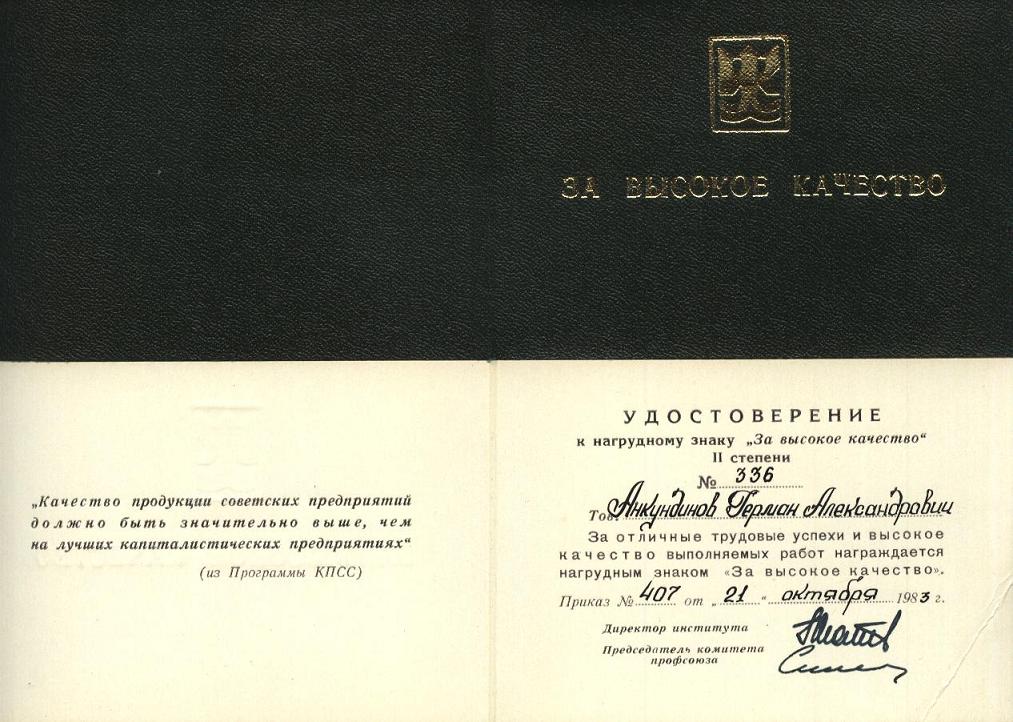 ЗА ВЫСОКОЕ КАЧЕСТВО
„Качество продукции советских предприятий
должно быть значительно выше, чем
на лучших капиталистических предприятиях“
(из Программы КПСС)
УДОСТОВЕРЕНИЕ
к нагрудному знаку „За высокое качество“
II степени
№ 336
Тов. Анкундинов Герман Александрович
За отличные трудовые успехи и высокое
качество выполняемых работ награждается
нагрудным знаком «За высокое качество».
Приказ № 407 от „21“ октября 1983 г.
Директор института
Председатель комитета
профсоюза